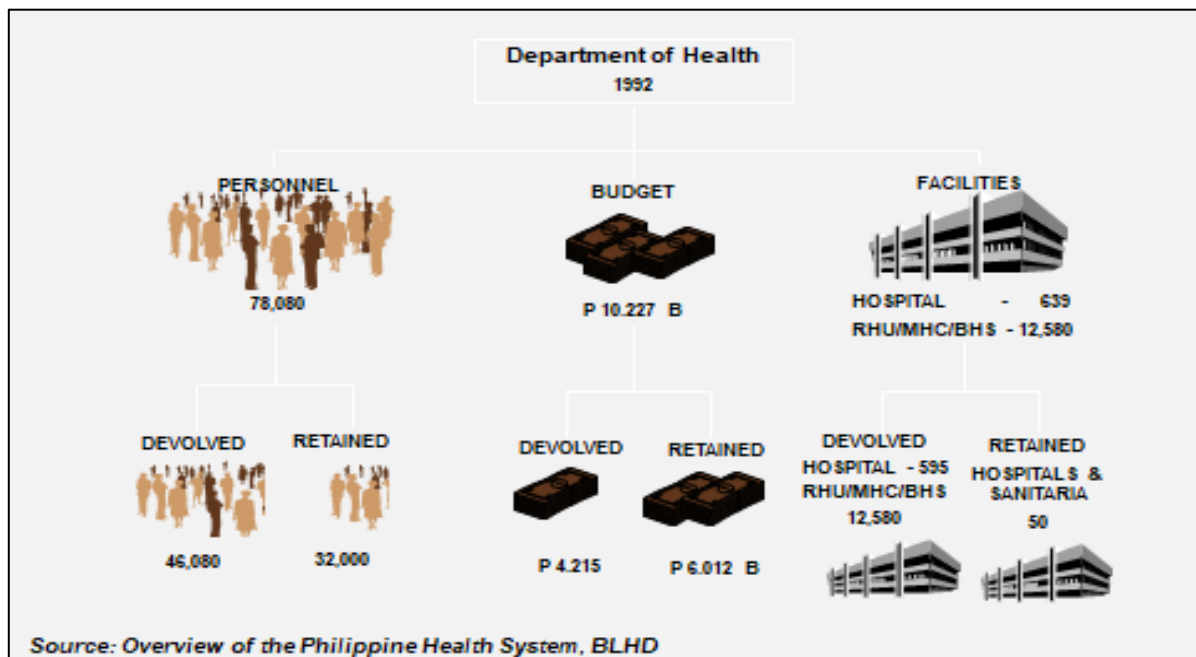 Department of Health
1992
PERSONNEL
78,080
BUDGET
P 10.227 B
FACILITIES
HOSPITAL - 639
RHU/MHC/BHS - 12,580
DEVOLVED
46,080
RETAINED
32,000
DEVOLVED
P 4.215
RETAINED
P 6.012 B
DEVOLVED
HOSPITAL - 595
RHU/MHC/BHS
12,580
RETAINED
HOSPITALS &
SANITARIA
50
Source: Overview of the Philippine Health System, BLHD